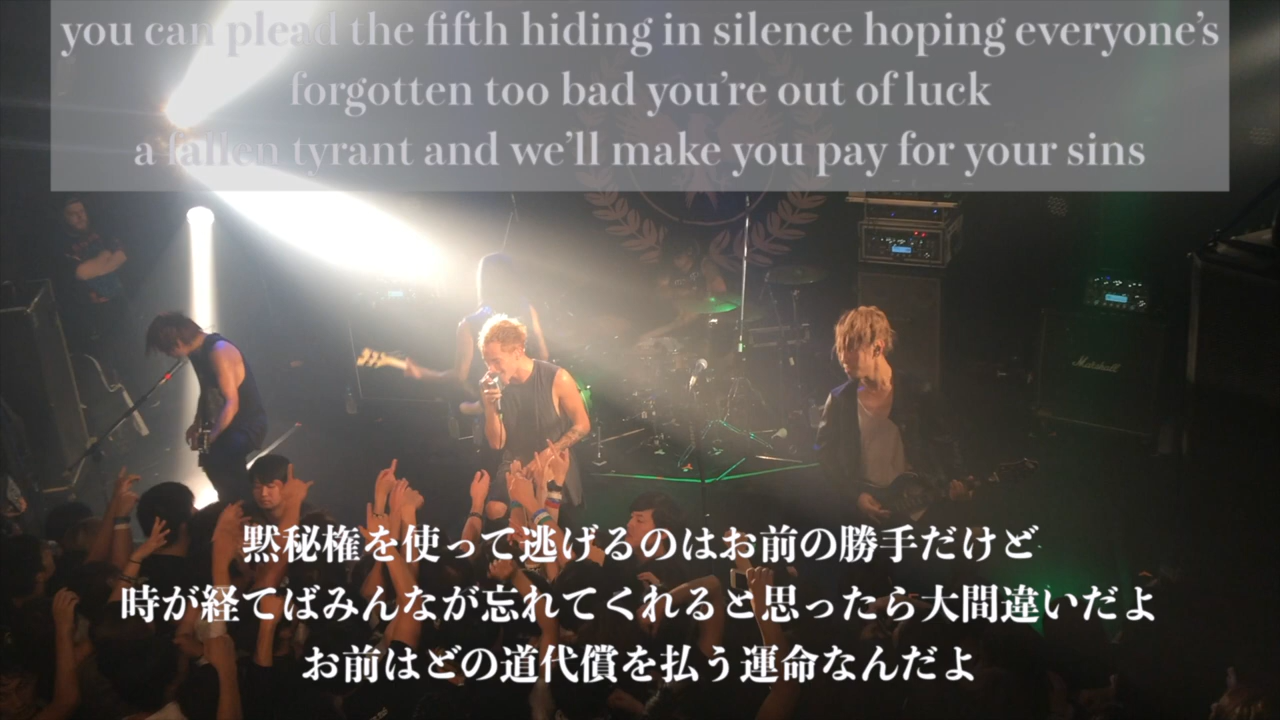 you can plead the fifth hiding in silence hoping everyone’s
forgotten too bad you’re out of luck
a fallen tyrant and we’ll make you pay for your sins
Marshall
黙秘権を使って逃げるのはお前の勝手だけど
時が経てばみんなが忘れてくれると思ったら大間違いだよ
お前はどの道代償を払う運命なんだよ